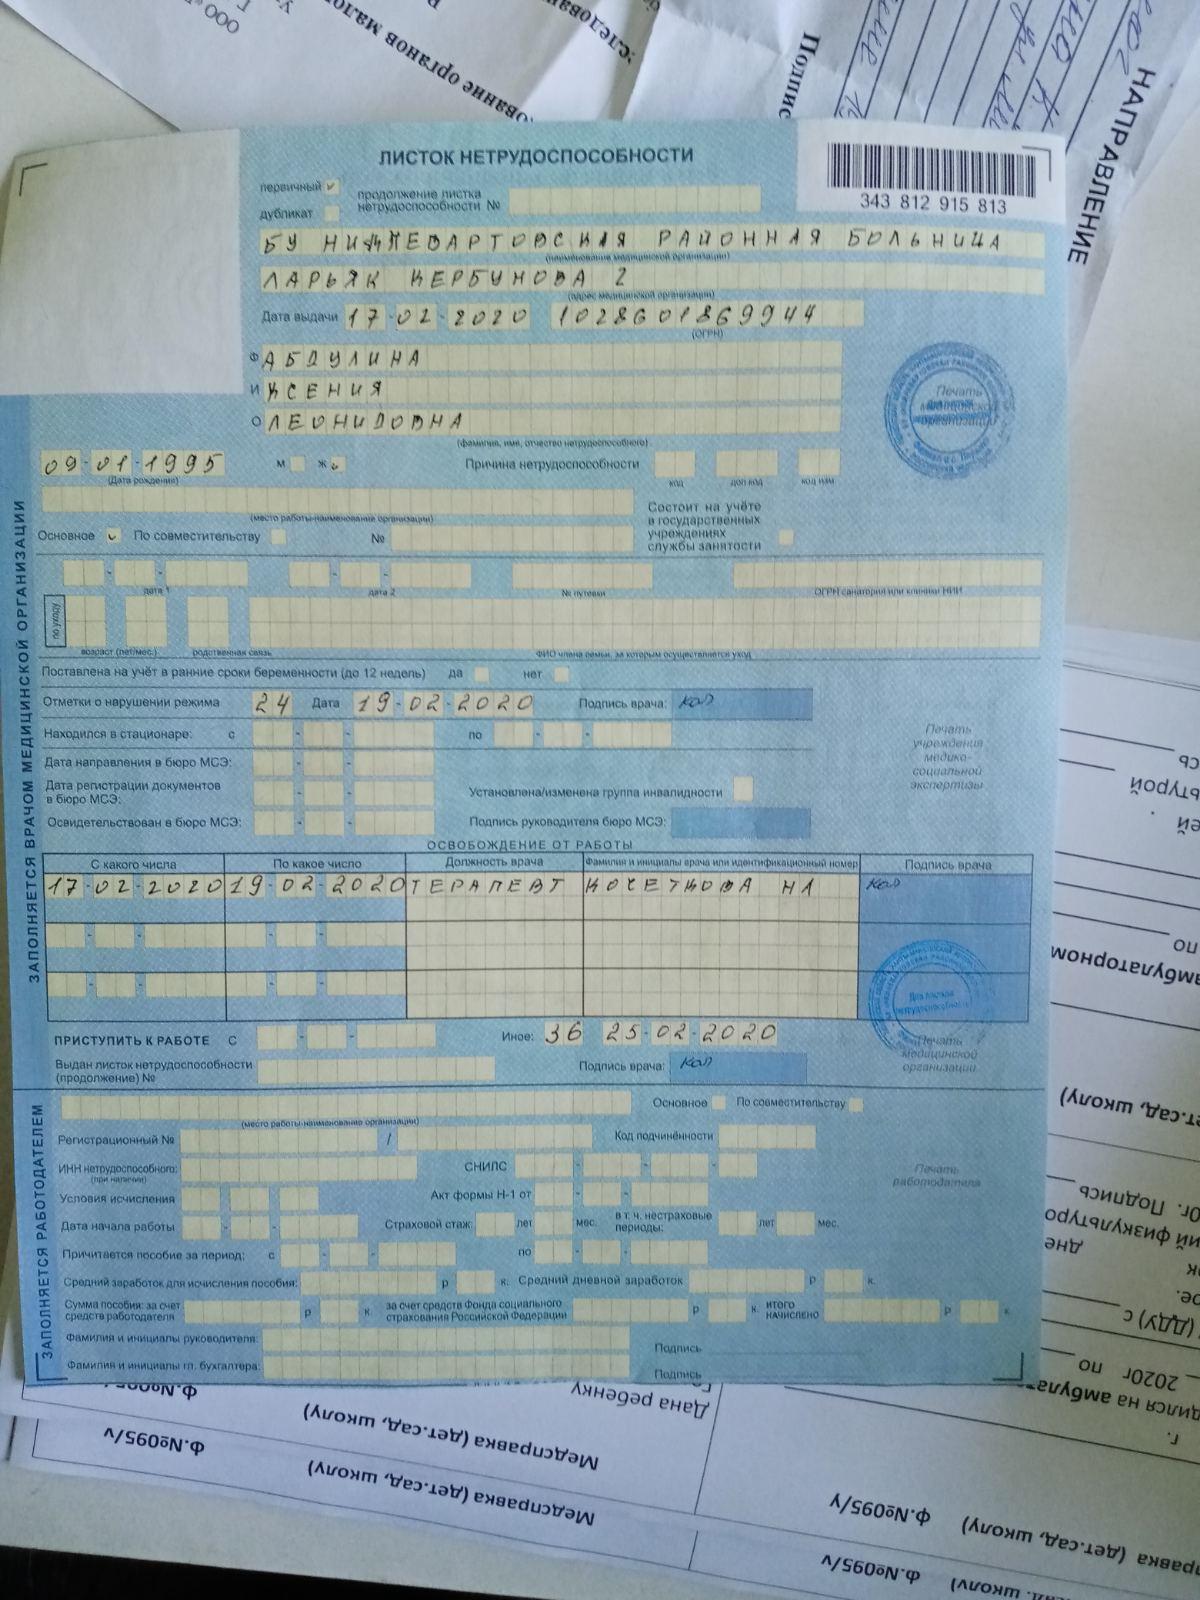 ЛИСТОК НЕТРУДОСПОСОБНОСТИ
343 812 915 813
первичный
продолжение листка
нетрудоспособности №
дубликат
БУ НИЖНЕВАРТОВСКАЯ РАЙОННАЯ БОЛЬНИЦА
(наименование медицинской организации)
ЛАРЬЯК КЕРБУНОВА 2
(адрес медицинской организации)
Дата выдачи 17-02-2020 1028601869944
(ОГРН)
Ф АБДУЛИНА
И КСЕНИЯ
О ЛЕОНИДОВНА
(фамилия, имя, отчество нетрудоспособного)
Печать
медицинской
организации
09-01-1995 м ж Причина нетрудоспособности
(Дата рождения) код доп код код изм
(место работы-наименование организации)
Состоит на учёте
в государственных
учреждениях
службы занятости
Основное По совместительству №
дата 1 дата 2 № путевки ОГРН санатория или клиники НИИ
по уходу
возраст (лет/мес.) родственная связь ФИО члена семьи, за которым осуществляется уход
Поставлена на учёт в ранние сроки беременности (до 12 недель) да нет
Отметки о нарушении режима 24 Дата 19-02-2020 Подпись врача:
Находился в стационаре: с по
Дата направления в бюро МСЭ:
Дата регистрации документов
в бюро МСЭ:
Установлена/изменена группа инвалидности
Освидетельствован в бюро МСЭ: Подпись руководителя бюро МСЭ:
Печать
учреждения
медико-
социальной
экспертизы
ОСВОБОЖДЕНИЕ ОТ РАБОТЫ
С какого числа По какое число Должность врача Фамилия и инициалы врача или идентификационный номер Подпись врача
17-02-2020 19-02-2020 ТЕРАПЕВТ КОЧЕТКОВА НА
Для листков
нетрудоспособности
ПРИСТУПИТЬ К РАБОТЕ С Иное: 36 25-02-2020
Выдан листок нетрудоспособности
(продолжение) №
Подпись врача:
Печать
медицинской
организации
ЗАПОЛНЯЕТСЯ ВРАЧОМ МЕДИЦИНСКОЙ ОРГАНИЗАЦИИ
Основное По совместительству
(место работы-наименование организации)
Регистрационный № / Код подчинённости
ИНН нетрудоспособного:
(при наличии)
СНИЛС
Печать
работодателя
Условия исчисления Акт формы Н-1 от
Дата начала работы Страховой стаж: лет мес. в т. ч. нестраховые
периоды: лет мес.
Причитается пособие за период: с по
Средний заработок для исчисления пособия: р к. Средний дневной заработок р к.
Сумма пособия: за счет
средств работодателя р к. за счет средств Фонда социального
страхования Российской Федерации р к. ИТОГО
НАЧИСЛЕНО р к
Фамилия и инициалы руководителя: Подпись
Фамилия и инициалы гл. бухгалтера: Подпись
ЗАПОЛНЯЕТСЯ РАБОТОДАТЕЛЕМ
НАПРАВЛЕНИЕ
Дана ребенку
Медсправка (дет.сад, школу)
ф.№095/у
Медсправка (дет.сад, школу)
ф.№095/у